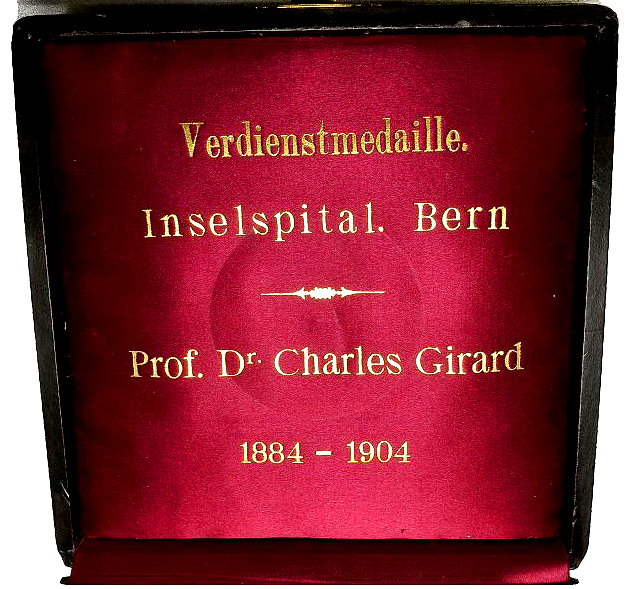 Verdienstmedaille.
Inselspital. Bern
Prof. Dr. Charles Girard
1884 – 1904